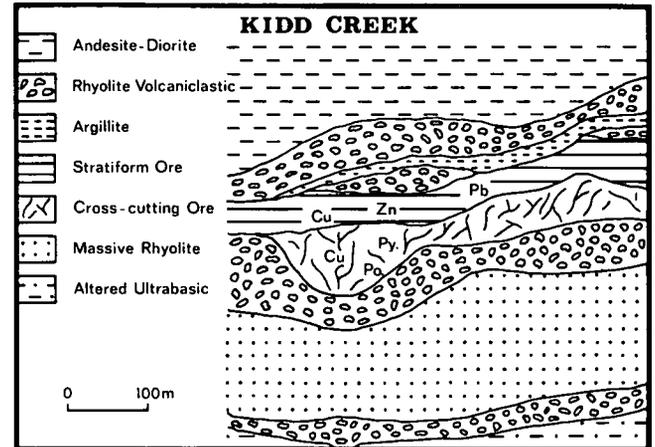 KIDD CREEK
Andesite-Diorite
Rhyolite Volcaniclastic
Argillite
Stratiform Ore
Cross-cutting Ore
Massive Rhyolite
Altered Ultrabasic
0 100m
Pb
Zn
Cu
Py.
Cu
Po.